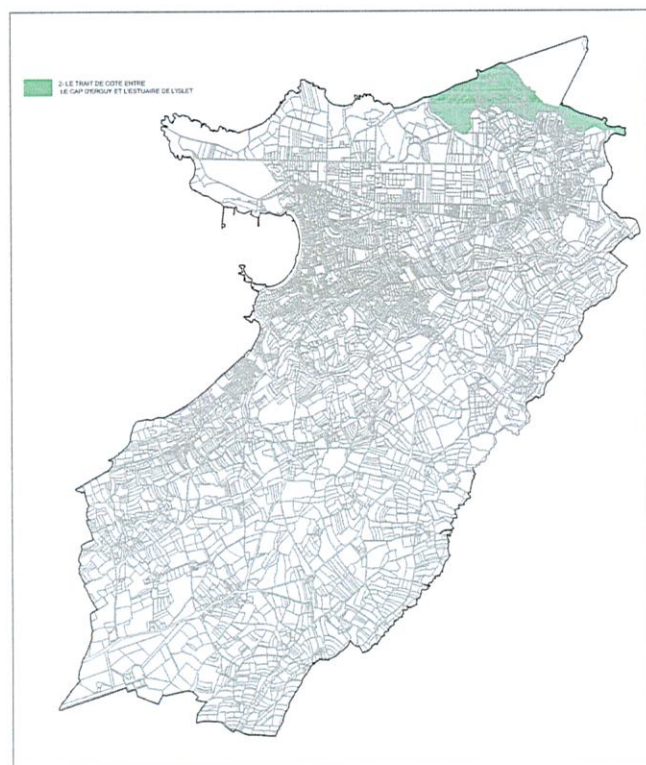 2- LE TRAIT DE COTE ENTRE
LE CAP D'ERQUY ET L'ESTUAIRE DE L'ISLET